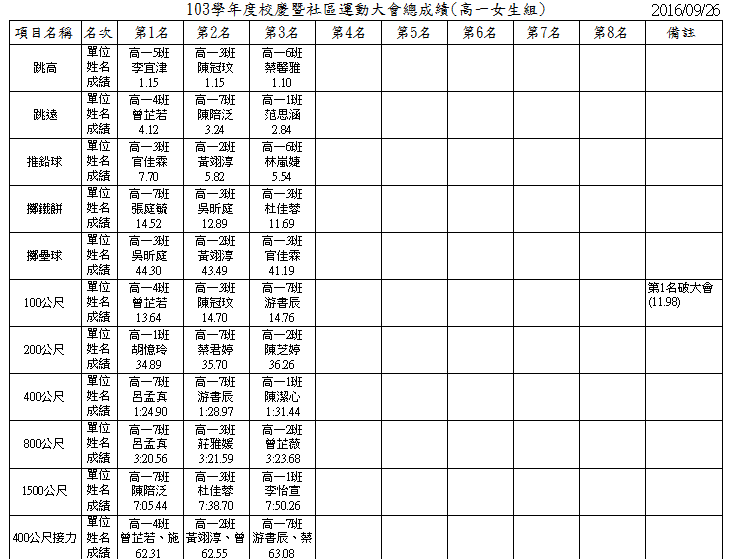 103學年度校慶暨社區運動大會總成績(高一女生組) 2016/09/26
項目名稱 名次 第1名 第2名 第3名 第4名 第5名 第6名 第7名 第8名 備註
單位 高一5班 高一3班 高一6班
跳高 姓名 李宜津 陳冠玟 蔡馨雅
成績 1.15 1.15 1.10
單位 高一4班 高一7班 高一1班
跳遠 姓名 曾芷若 陳陪泛 范思涵
成績 4.12 3.24 2.84
單位 高一3班 高一2班 高一6班
推鉛球 姓名 官佳霖 黃翊淳 林嵐婕
成績 7.70 5.82 5.54
單位 高一7班 高一3班 高一3班
擲鐵餅 姓名 張庭毓 吳昕庭 杜佳蓉
成績 14.52 12.89 11.69
單位 高一3班 高一2班 高一3班
擲壘球 姓名 吳昕庭 黃翊淳 官佳霖
成績 44.30 43.49 41.19
單位 高一4班 高一3班 高一7班 第1名破大會
100公尺 姓名 曾芷若 陳冠玟 游書辰 (11.98)
成績 13.64 14.70 14.76
單位 高一1班 高一7班 高一2班
200公尺 姓名 胡憶玲 蔡君婷 陳芝婷
成績 34.89 35.70 36.26
單位 高一7班 高一7班 高一1班
400公尺 姓名 呂孟真 游書辰 陳潔心
成績 1:24.90 1:28.97 1:31.44
單位 高一7班 高一3班 高一2班
800公尺 姓名 呂孟真 莊雅媛 曾芷薇
成績 3:20.56 3:21.59 3:23.68
單位 高一7班 高一3班 高一1班
1500公尺 姓名 陳陪泛 杜佳蓉 李怡宣
成績 7:05.44 7:38.70 7:50.26
單位 高一4班 高一2班 高一7班
400公尺接力 姓名 曾芷若、施 黃翊淳、曾 游書辰、蔡
成績 62.31 62.55 63.08